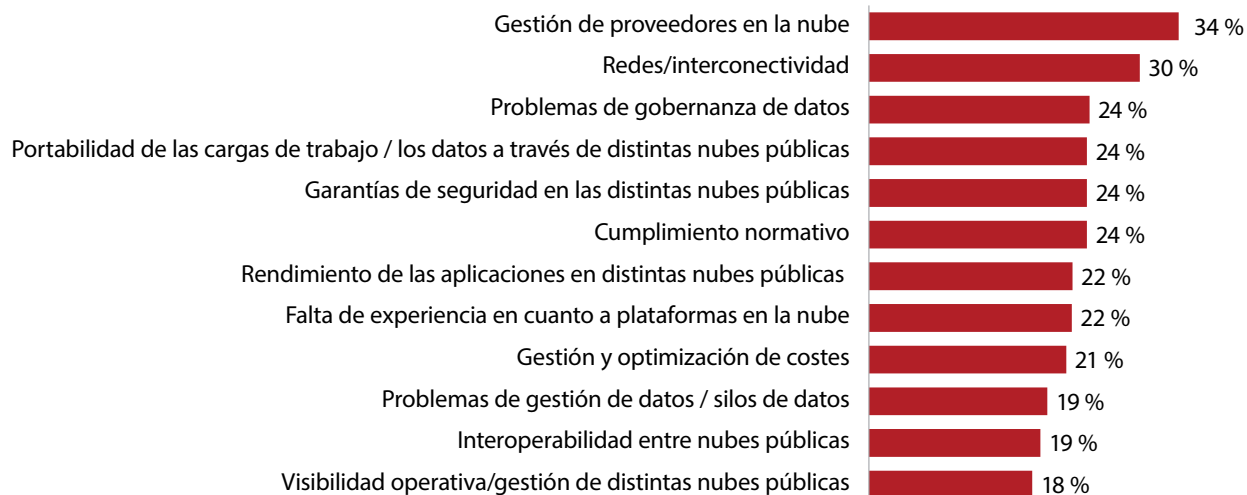 Gestión de proveedores en la nube 34 %
Redes/interconectividad 30 %
Problemas de gobernanza de datos 24 %
Portabilidad de las cargas de trabajo / los datos a través de distintas nubes públicas 24 %
Garantías de seguridad en las distintas nubes públicas 24 %
Cumplimiento normativo 24 %
Rendimiento de las aplicaciones en distintas nubes públicas 22 %
Falta de experiencia en cuanto a plataformas en la nube 22 %
Gestión y optimización de costes 21 %
Problemas de gestión de datos / silos de datos 19 %
Interoperabilidad entre nubes públicas 19 %
Visibilidad operativa/gestión de distintas nubes públicas 18 %